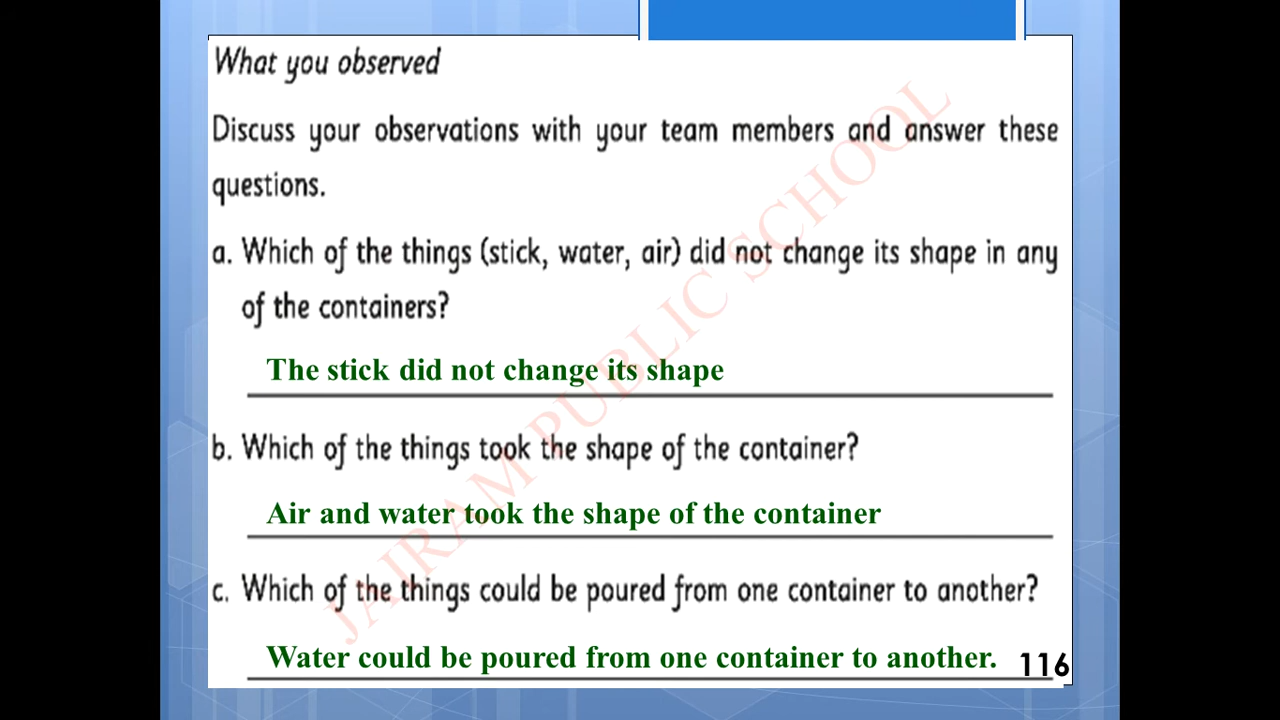 What you observed
Discuss your observations with your team members and answer these
questions.
a. Which of the things (stick, water, air) did not change its shape in any
of the containers?
The stick did not change its shape
b. Which of the things took the shape of the container?
Air and water took the shape of the container
c. Which of the things could be poured from one container to another?
Water could be poured from one container to another.
116
JAIRAM PUBLIC SCHOOL